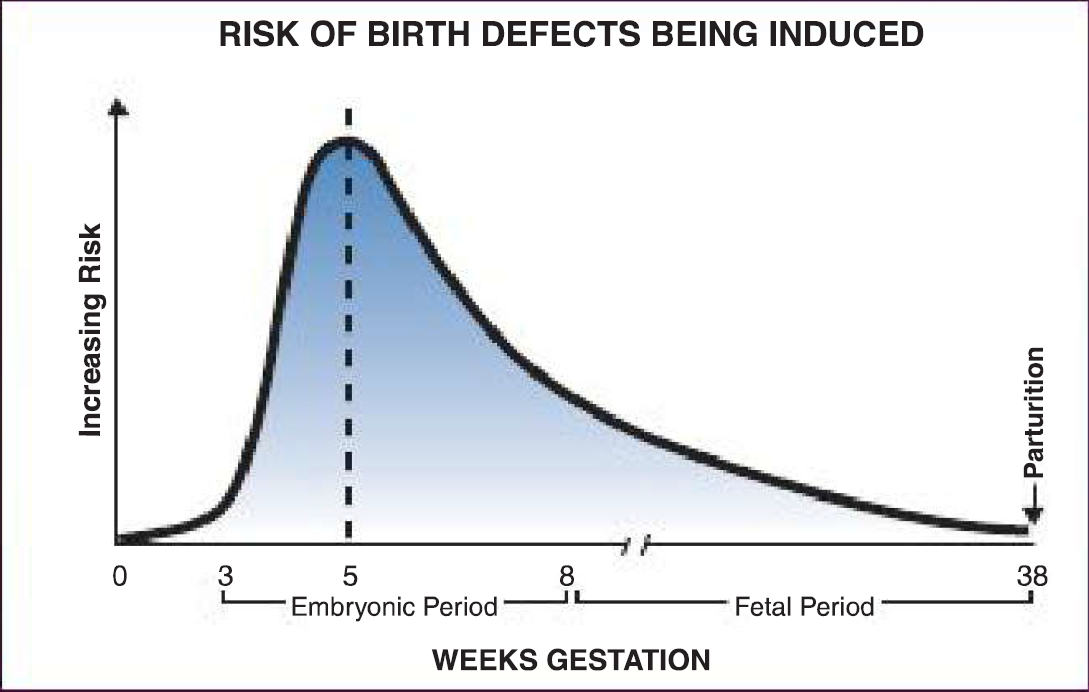 RISK OF BIRTH DEFECTS BEING INDUCED
Increasing Risk
Parturition
0 3 5 8 38
Embryonic Period Fetal Period
WEEKS GESTATION